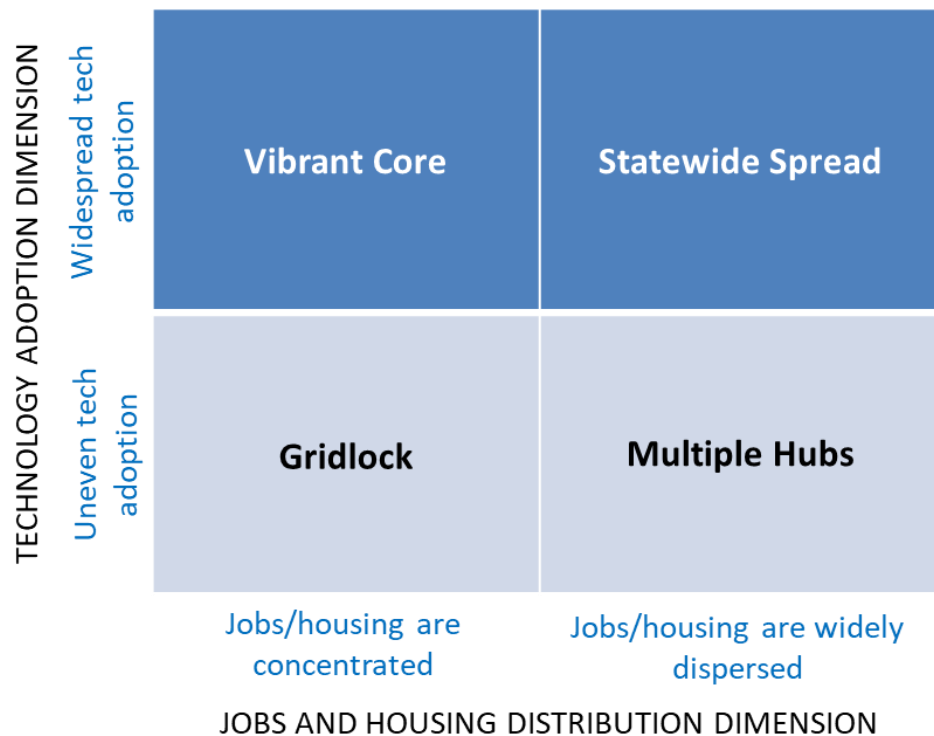 TECHNOLOGY ADOPTION DIMENSION
Widespread tech
adoption
Vibrant Core
Statewide Spread
Uneven tech
adoption
Gridlock
Multiple Hubs
Jobs/housing are
concentrated
Jobs/housing are widely
dispersed
JOBS AND HOUSING DISTRIBUTION DIMENSION